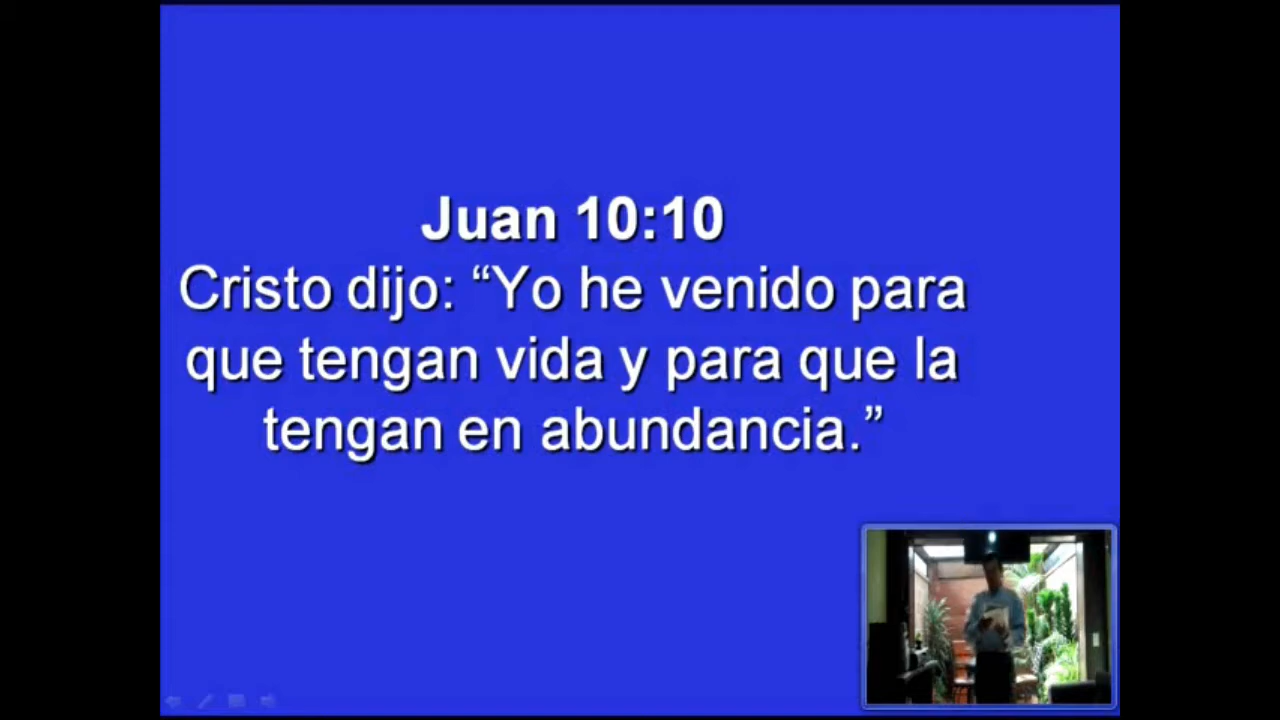 Juan 10:10
Cristo dijo: “Yo he venido para
que tengan vida y para que la
tengan en abundancia.”